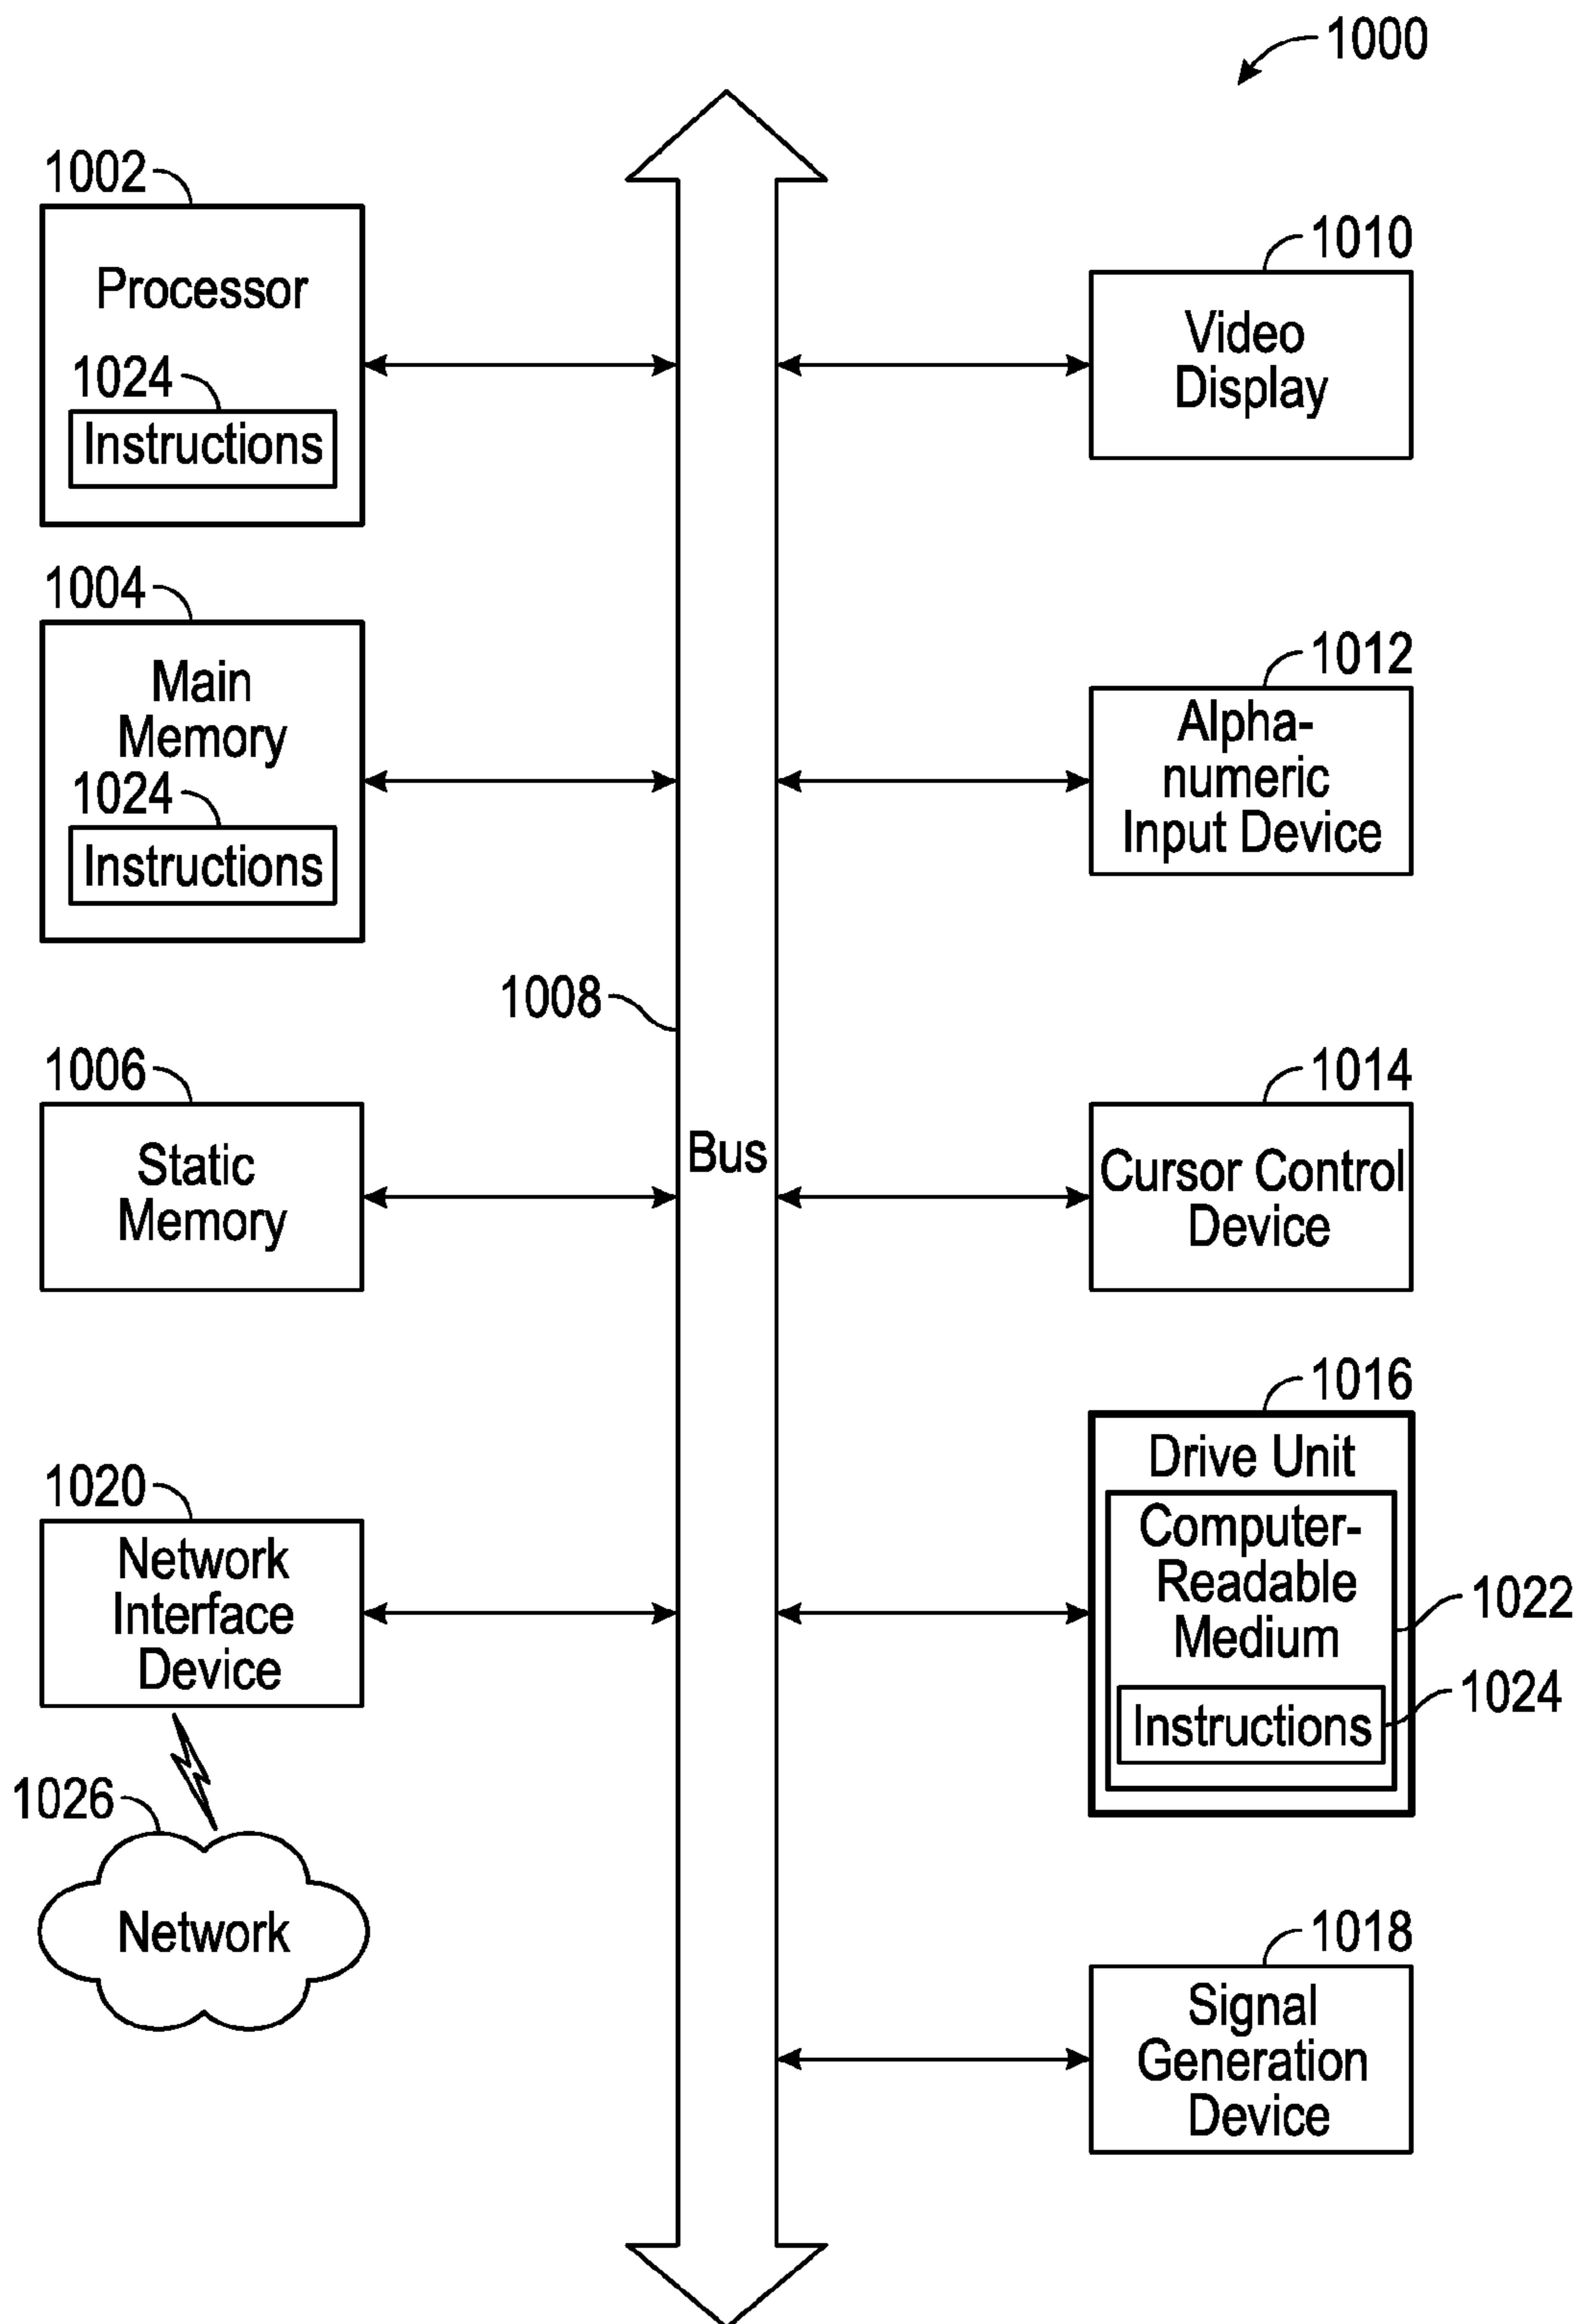 1000
1002
Processor
1024
Instructions
1004
Main
Memory
1024
Instructions
1006
Static
Memory
1020
Network
Interface
Device
1026
Network
1008
Bus
1010
Video
Display
1012
Alpha-
numeric
Input Device
1014
Cursor Control
Device
1016
Drive Unit
Computer-
Readable
Medium
1022
Instructions
1024
1018
Signal
Generation
Device